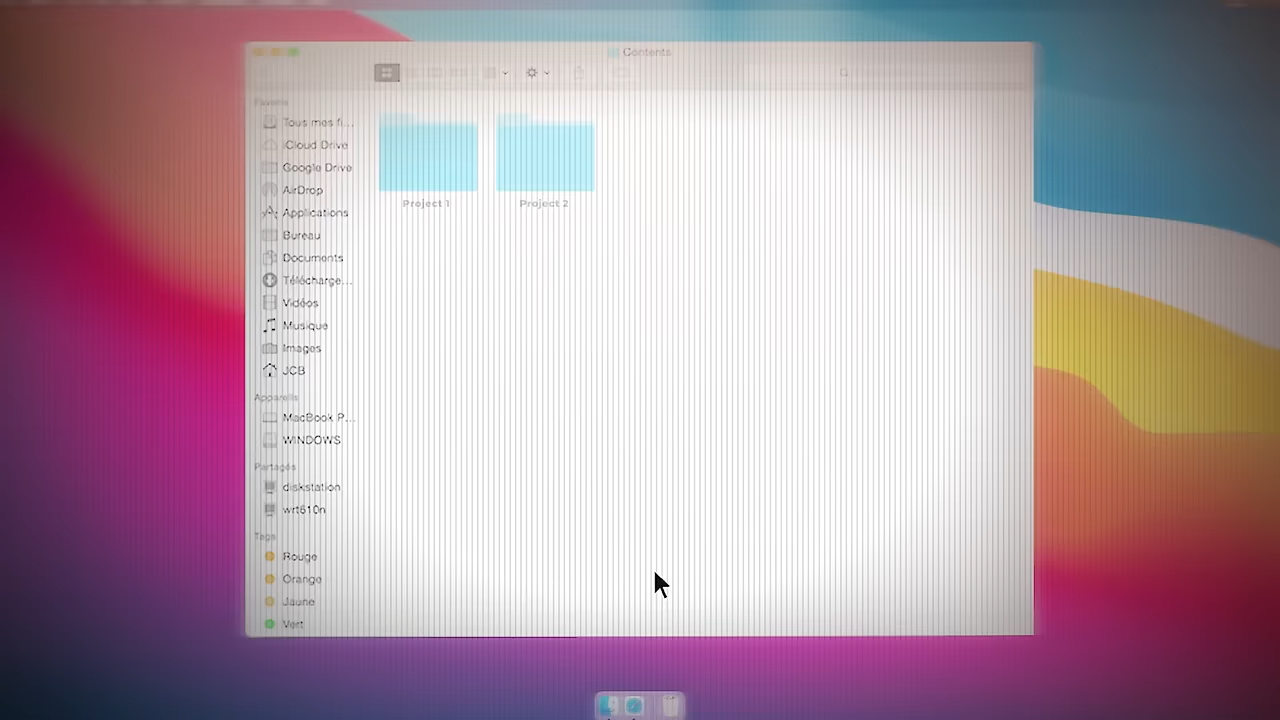 Contents
Favoris
Tous mes fi...
iCloud Drive
Google Drive
AirDrop
Applications
Bureau
Documents
Télécharge...
Vidéos
Musique
Images
JCB
Appareils
MacBook P...
WINDOWS
Partagés
diskstation
wrt610n
Tags
Rouge
Orange
Jaune
Vert
Project 1
Project 2